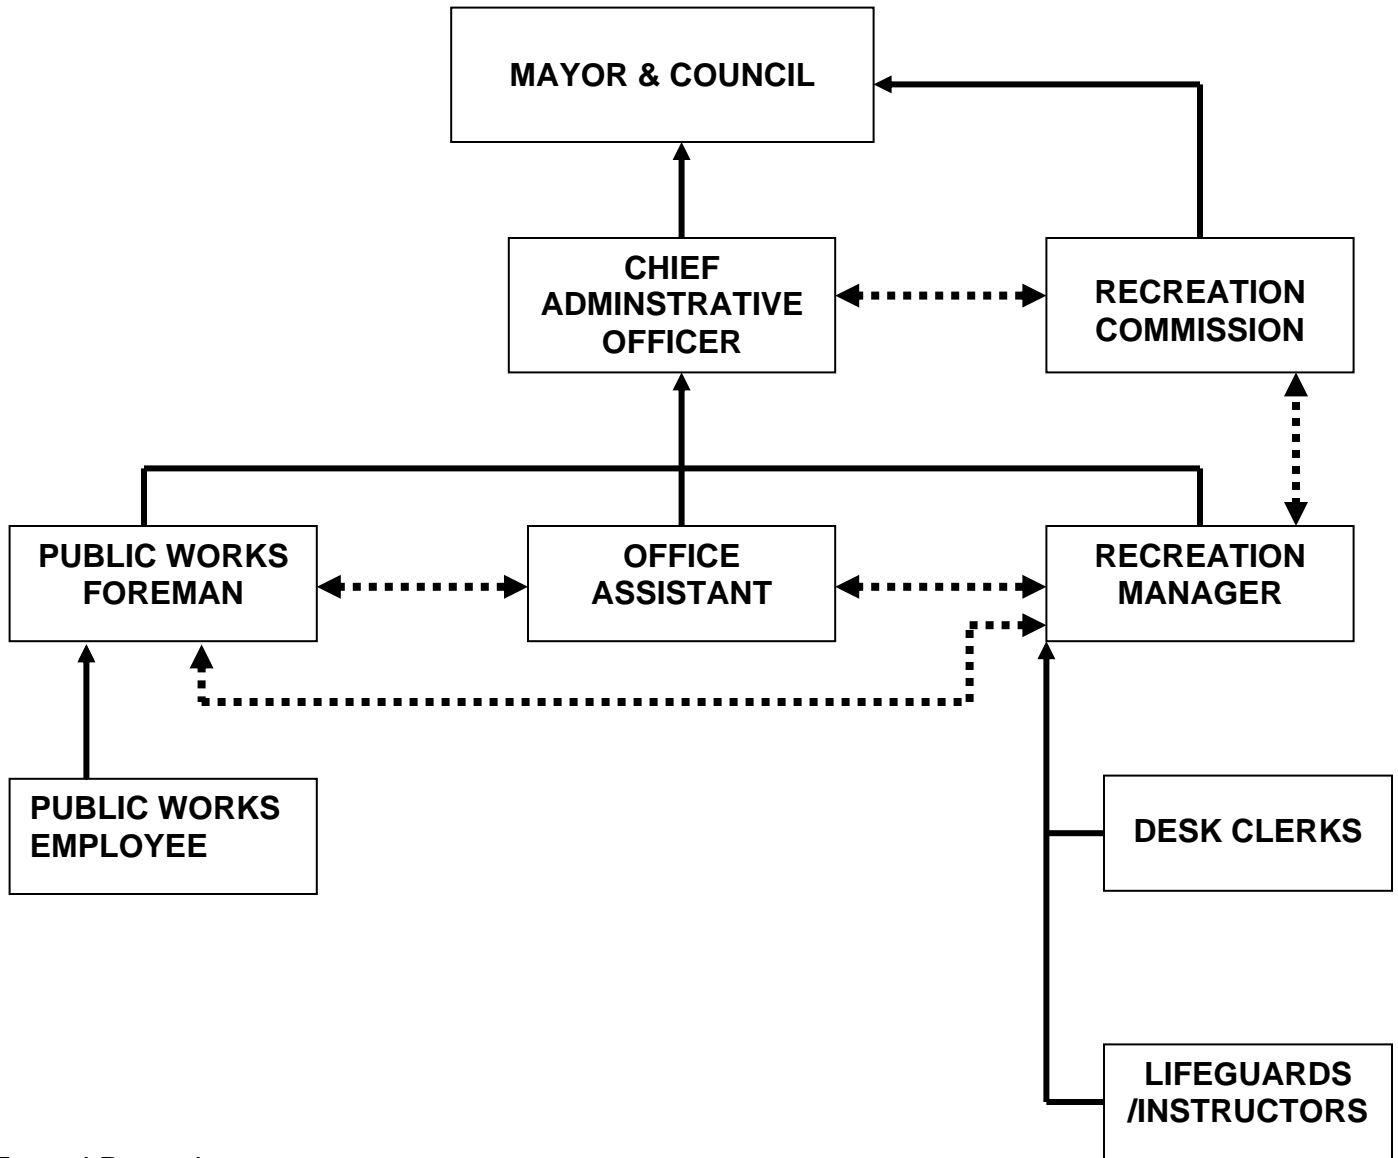 MAYOR & COUNCIL
CHIEF
ADMINSTRATIVE
OFFICER
RECREATION
COMMISSION
PUBLIC WORKS
FOREMAN
OFFICE
ASSISTANT
RECREATION
MANAGER
PUBLIC WORKS
EMPLOYEE
DESK CLERKS
LIFEGUARDS
/INSTRUCTORS